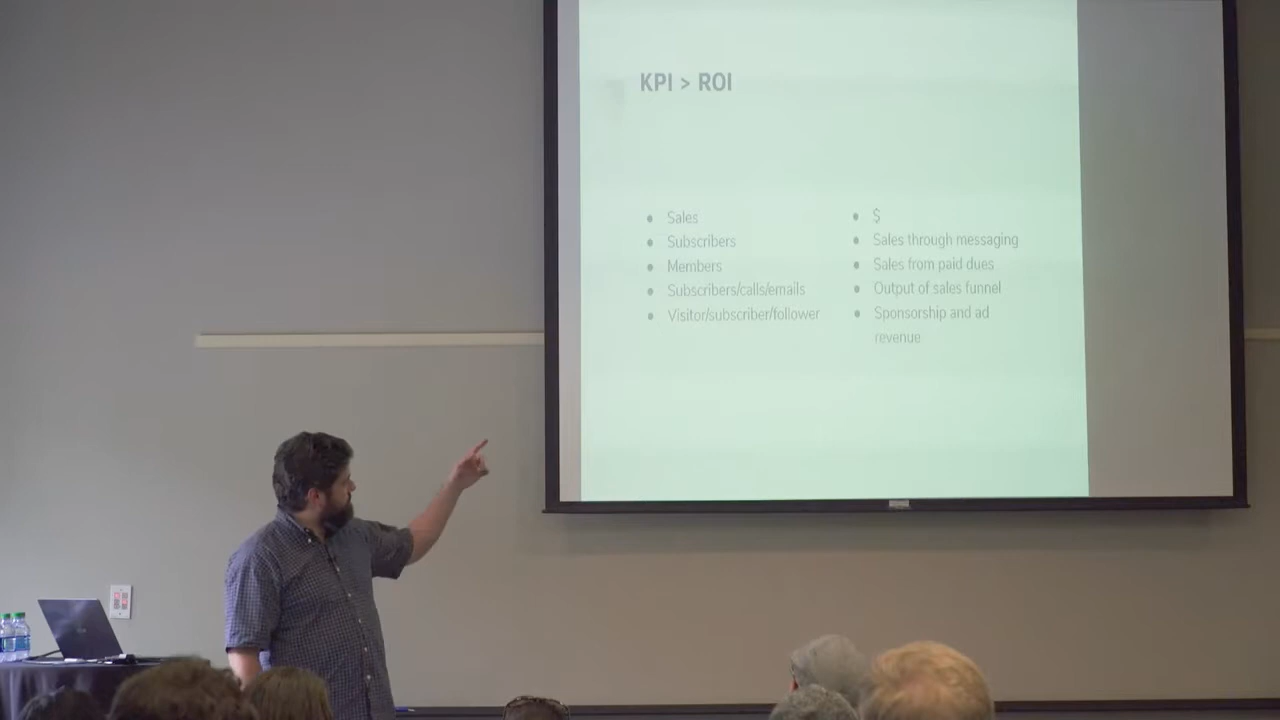 KPI > ROI
Sales
Subscribers
Members
Subscribers/calls/emails
Visitor/subscriber/follower
$
Sales through messaging
Sales from paid dues
Output of sales funnel
Sponsorship and ad
revenue